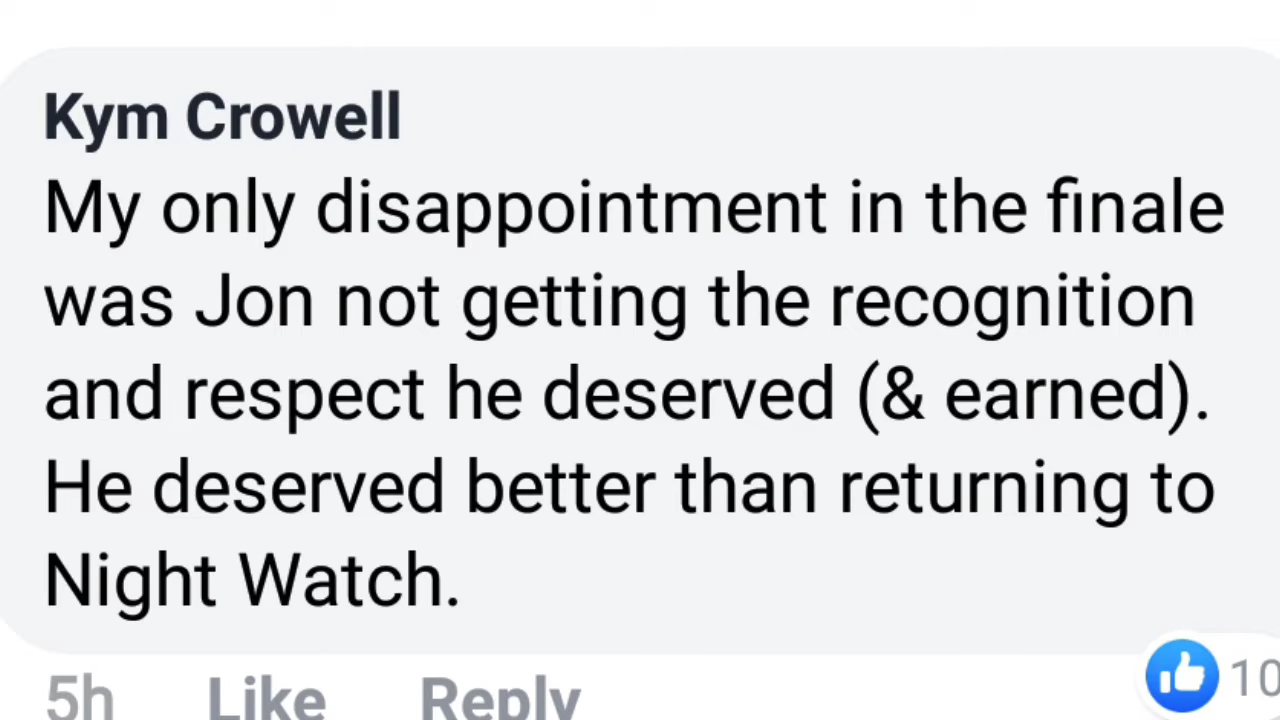 Kym Crowell
My only disappointment in the finale
was Jon not getting the recognition
and respect he deserved (& earned).
He deserved better than returning to
Night Watch.
5h Like Reply 10